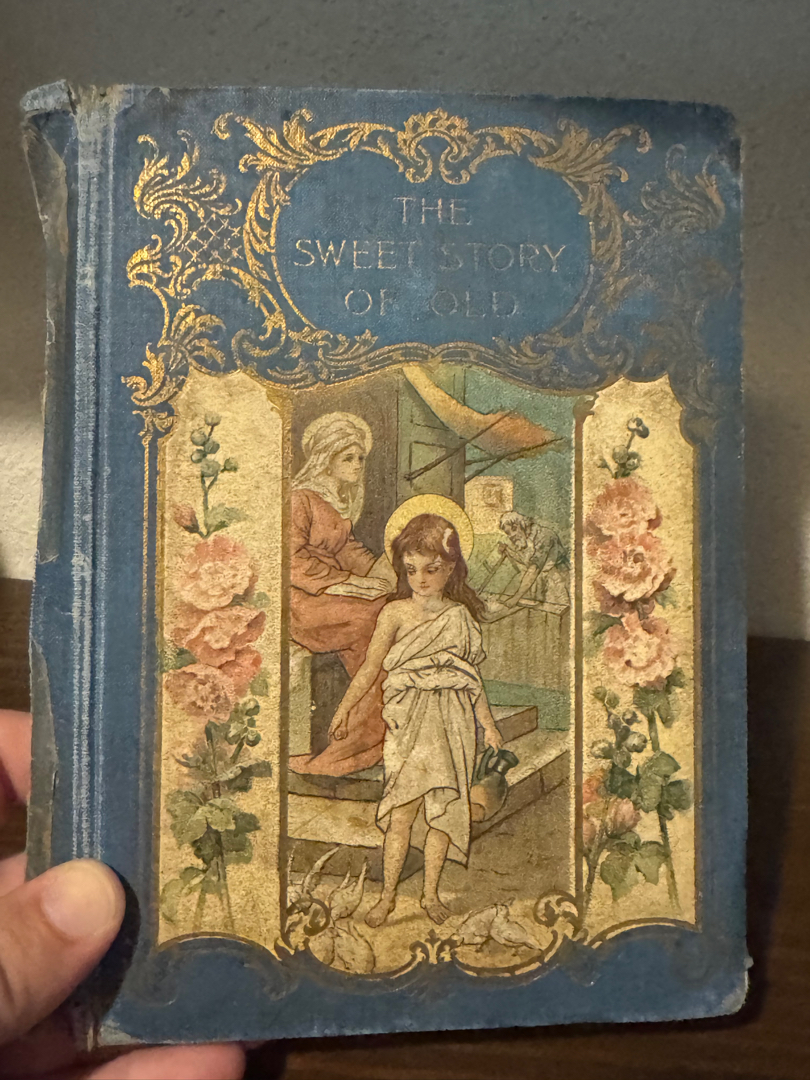 THE
SWEET STORY
OF OLD